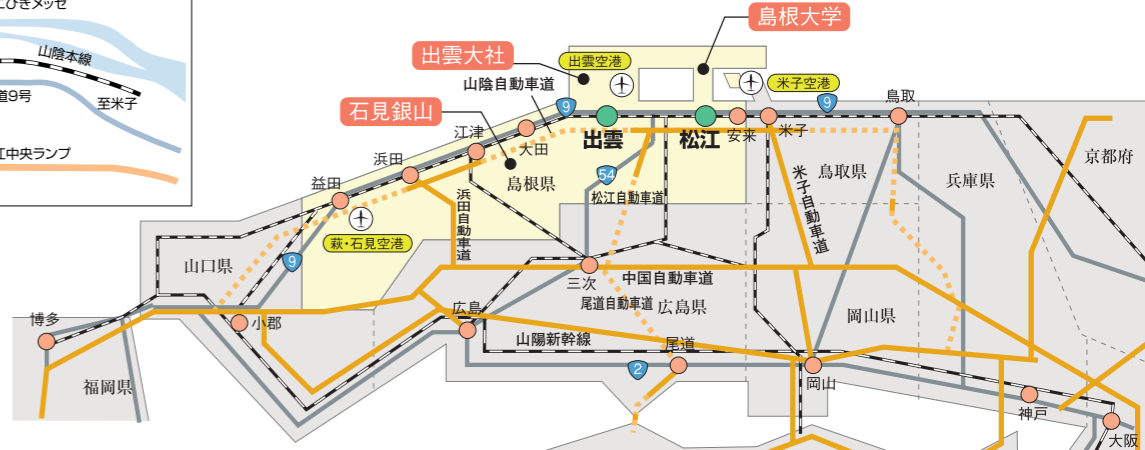 こびきメッセ
山陰本線
道9号
至米子
江中央ランプ
島根大学
出雲大社
出雲空港
米子空港
山陰自動車道
石見銀山
9
9
鳥取
江津
大田
出雲
松江
安来
米子
京都府
浜田
島根県
54
鳥取県
兵庫県
益田
松江自動車道
浜田自動車道
米子自動車道
萩・石見空港
山口県
9
三次
中国自動車道
尾道自動車道
広島県
岡山県
博多
小郡
広島
山陽新幹線
尾道
2
岡山
福岡県
神戸
大阪